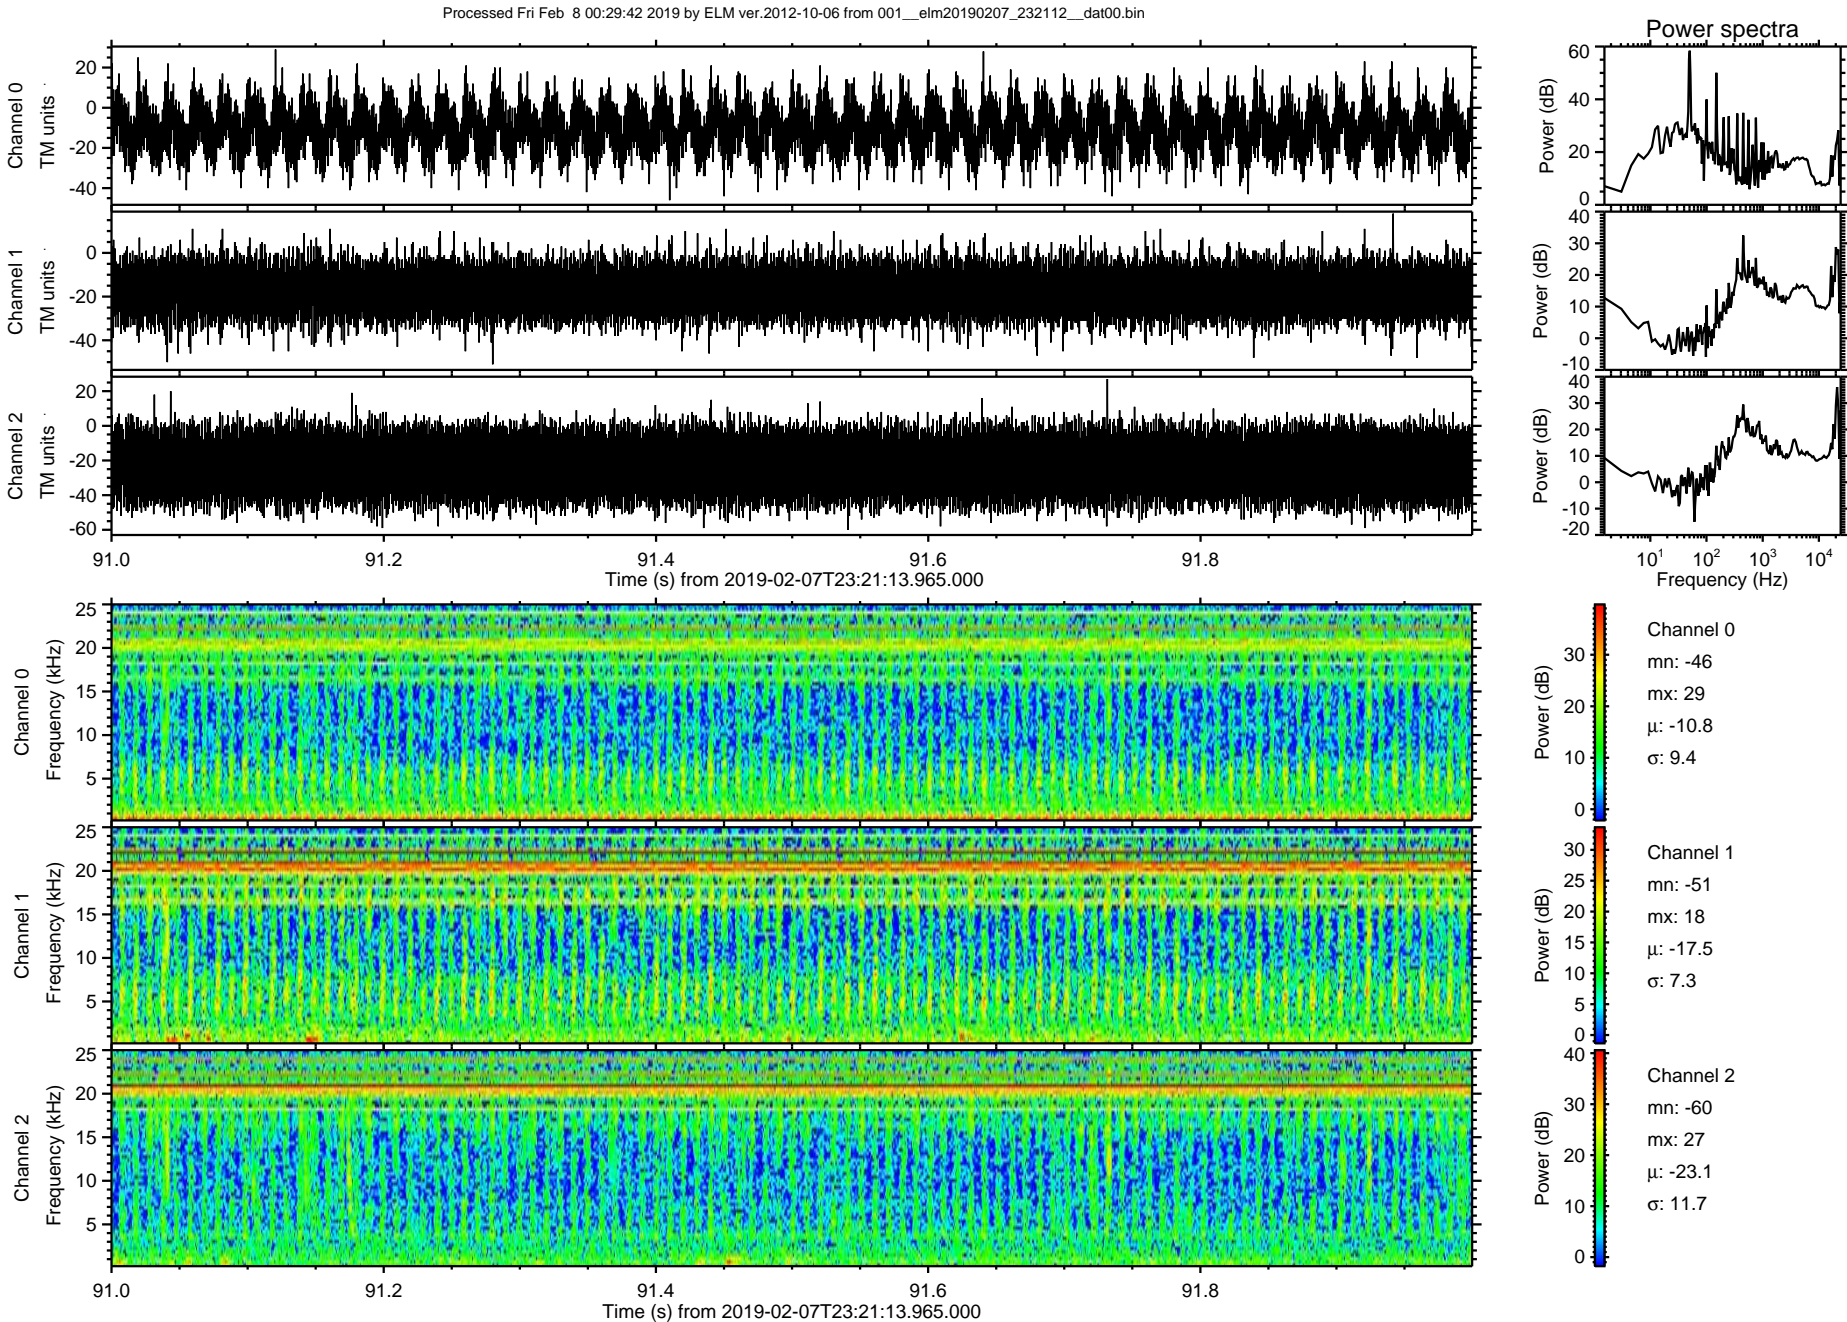 Processed Fri Feb 8 00:29:42 2019 by ELM ver.2012-10-06 from 001__elm20190207_232112__dat00.bin
Power spectra
Channel 0
TM units
20
0
-20
-40
Power (dB)
60
40
20
0
Channel 1
TM units
0
-20
-40
Power (dB)
40
30
20
10
0
-10
Channel 2
TM units
20
0
-20
-40
-60
Power (dB)
40
30
20
10
0
-10
-20
91.0 91.2 91.4 91.6 91.8
Time (s) from 2019-02-07T23:21:13.965.000
10^1 10^2 10^3 10^4
Frequency (Hz)
Channel 0
Frequency (kHz)
25
20
15
10
5
Power (dB)
30
20
10
0
Channel 0
mn: -46
mx: 29
μ: -10.8
σ: 9.4
Channel 1
Frequency (kHz)
25
20
15
10
5
Power (dB)
30
25
20
15
10
5
0
Channel 1
mn: -51
mx: 18
μ: -17.5
σ: 7.3
Channel 2
Frequency (kHz)
25
20
15
10
5
Power (dB)
40
30
20
10
0
Channel 2
mn: -60
mx: 27
μ: -23.1
σ: 11.7
91.0 91.2 91.4 91.6 91.8
Time (s) from 2019-02-07T23:21:13.965.000